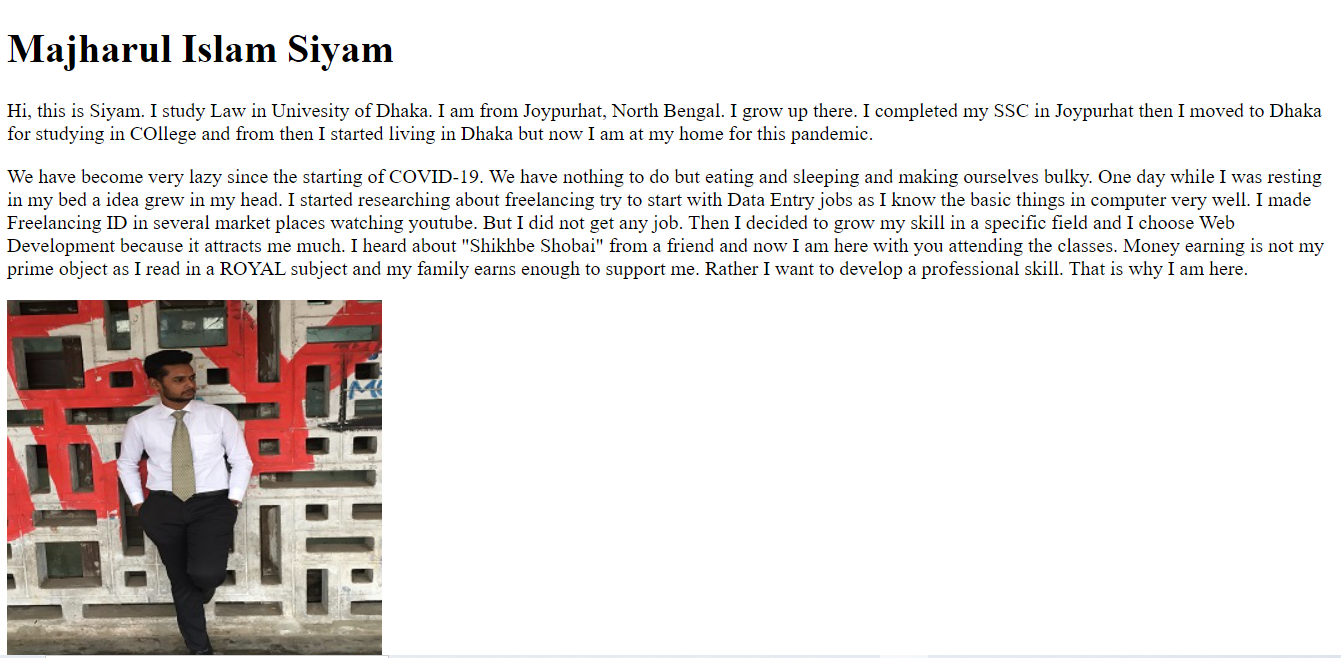 Majharul Islam Siyam
Hi, this is Siyam. I study Law in Univesity of Dhaka. I am from Joypurhat, North Bengal. I grow up there. I completed my SSC in Joypurhat then I moved to Dhaka
for studying in COllege and from then I started living in Dhaka but now I am at my home for this pandemic.
We have become very lazy since the starting of COVID-19. We have nothing to do but eating and sleeping and making ourselves bulky. One day while I was resting
in my bed a idea grew in my head. I started researching about freelancing try to start with Data Entry jobs as I know the basic things in computer very well. I made
Freelancing ID in several market places watching youtube. But I did not get any job. Then I decided to grow my skill in a specific field and I choose Web
Development because it attracts me much. I heard about "Shikhbe Shobai" from a friend and now I am here with you attending the classes. Money earning is not my
prime object as I read in a ROYAL subject and my family earns enough to support me. Rather I want to develop a professional skill. That is why I am here.